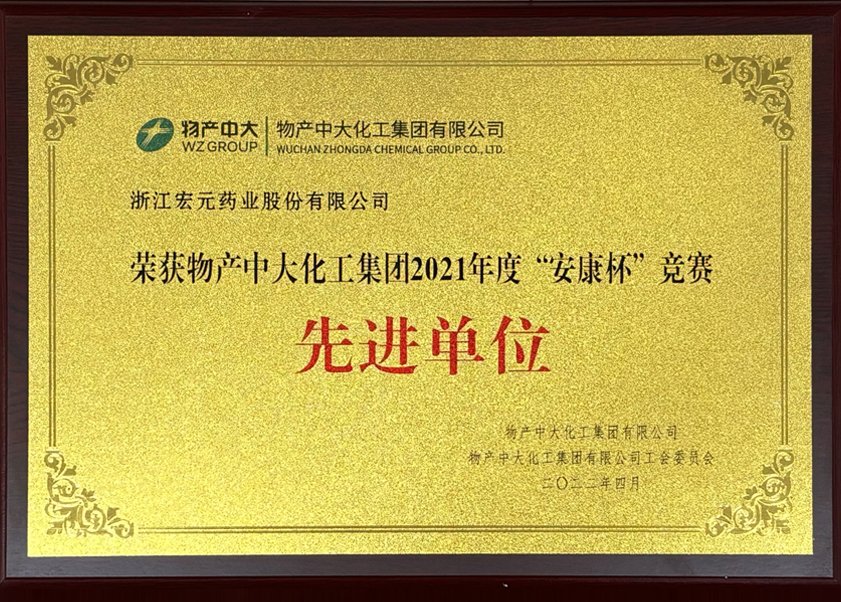 物产中大 物产中大化工集团有限公司
WZ GROUP WUCHAN ZHONGDA CHEMICAL GROUP CO., LTD.
浙江宏元药业股份有限公司
荣获物产中大化工集团2021年度“安康杯”竞赛
先进单位
物产中大化工集团有限公司
物产中大化工集团有限公司工会委员会
二〇二二年四月